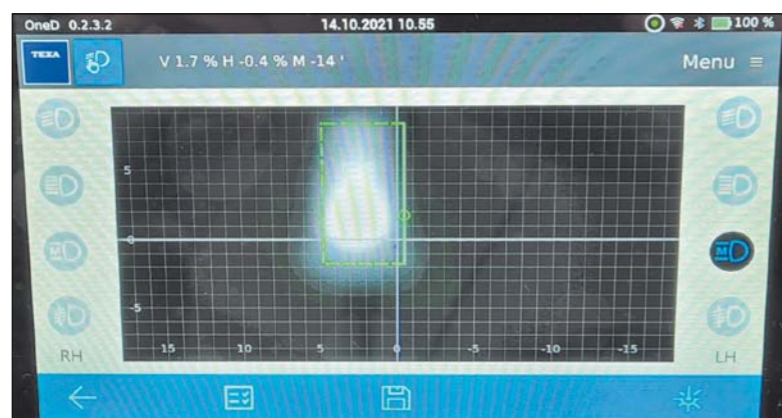 OneD 0.2.3.2 14.10.2021 10.55 100 %
TEXA V 1.7 % H -0.4 % M -14 ' Menu
5
0
-5
15 10 5 0 -5 -10 -15
M M
RH LH